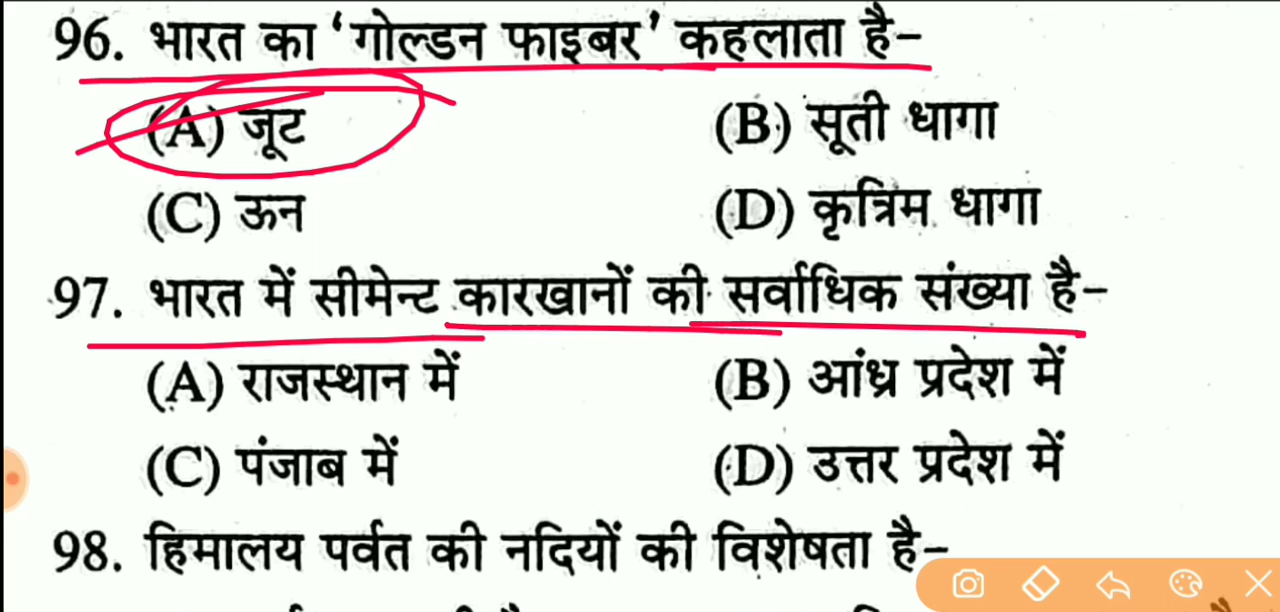 96. भारत का ‘गोल्डन फाइबर’ कहलाता है–
(A) जूट (B) सूती धागा
(C) ऊन (D) कृत्रिम धागा
97. भारत में सीमेन्ट कारखानों की सर्वाधिक संख्या है–
(A) राजस्थान में (B) आंध्र प्रदेश में
(C) पंजाब में (D) उत्तर प्रदेश में
98. हिमालय पर्वत की नदियों की विशेषता है–